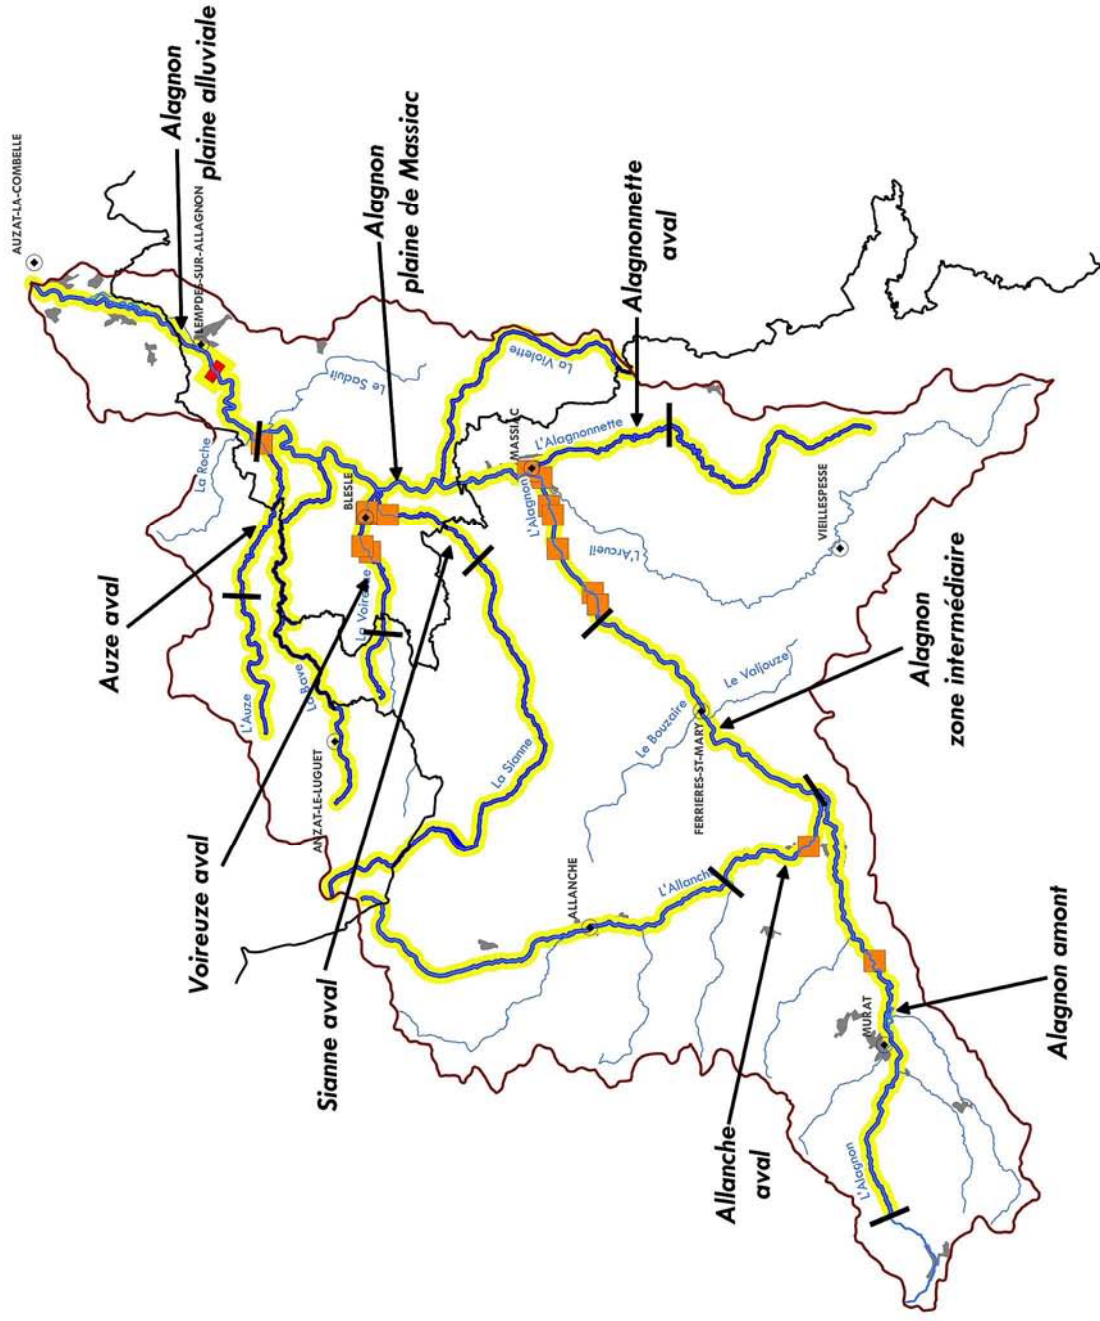 AUZAT-LA-COMBELLE
Alagnon
plaine alluviale
LEMPDES-SUR-ALLAGNON
Alagnon
plaine de Massiac
Alagnonnette
aval
La Violette
Le Saduit
La Roche
MASSIAC
L'Alagnonnette
BLESLE
L'Alagnon
L'Arcueil
VIEILLESPESSE
Auze aval
La Voireuze
L'Auze
La Bave
ANZAT-LE-LUGUET
La Sianne
Le Bouzaire
Le Valjouze
FERRIERES-ST-MARY
Alagnon
zone intermédiaire
Voireuze aval
Sianne aval
ALLANCHE
L'Allanche
Allanche
aval
MURAT
L'Alagnon
Alagnon amont